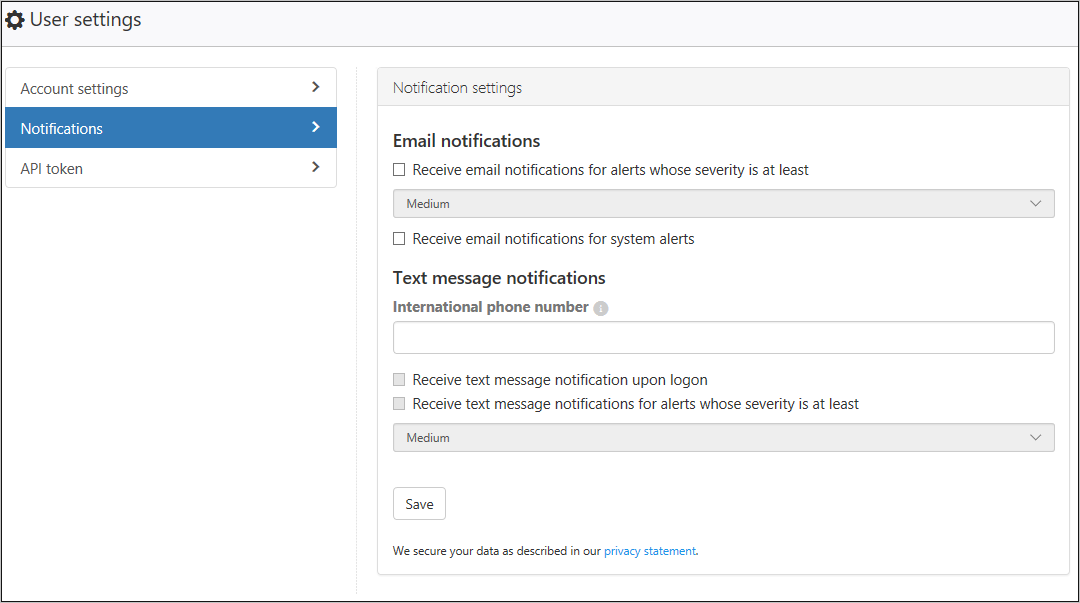 User settings
Account settings
Notifications
API token
Notification settings
Email notifications
Receive email notifications for alerts whose severity is at least
Medium
Receive email notifications for system alerts
Text message notifications
International phone number i
Receive text message notification upon logon
Receive text message notifications for alerts whose severity is at least
Medium
Save
We secure your data as described in our privacy statement.